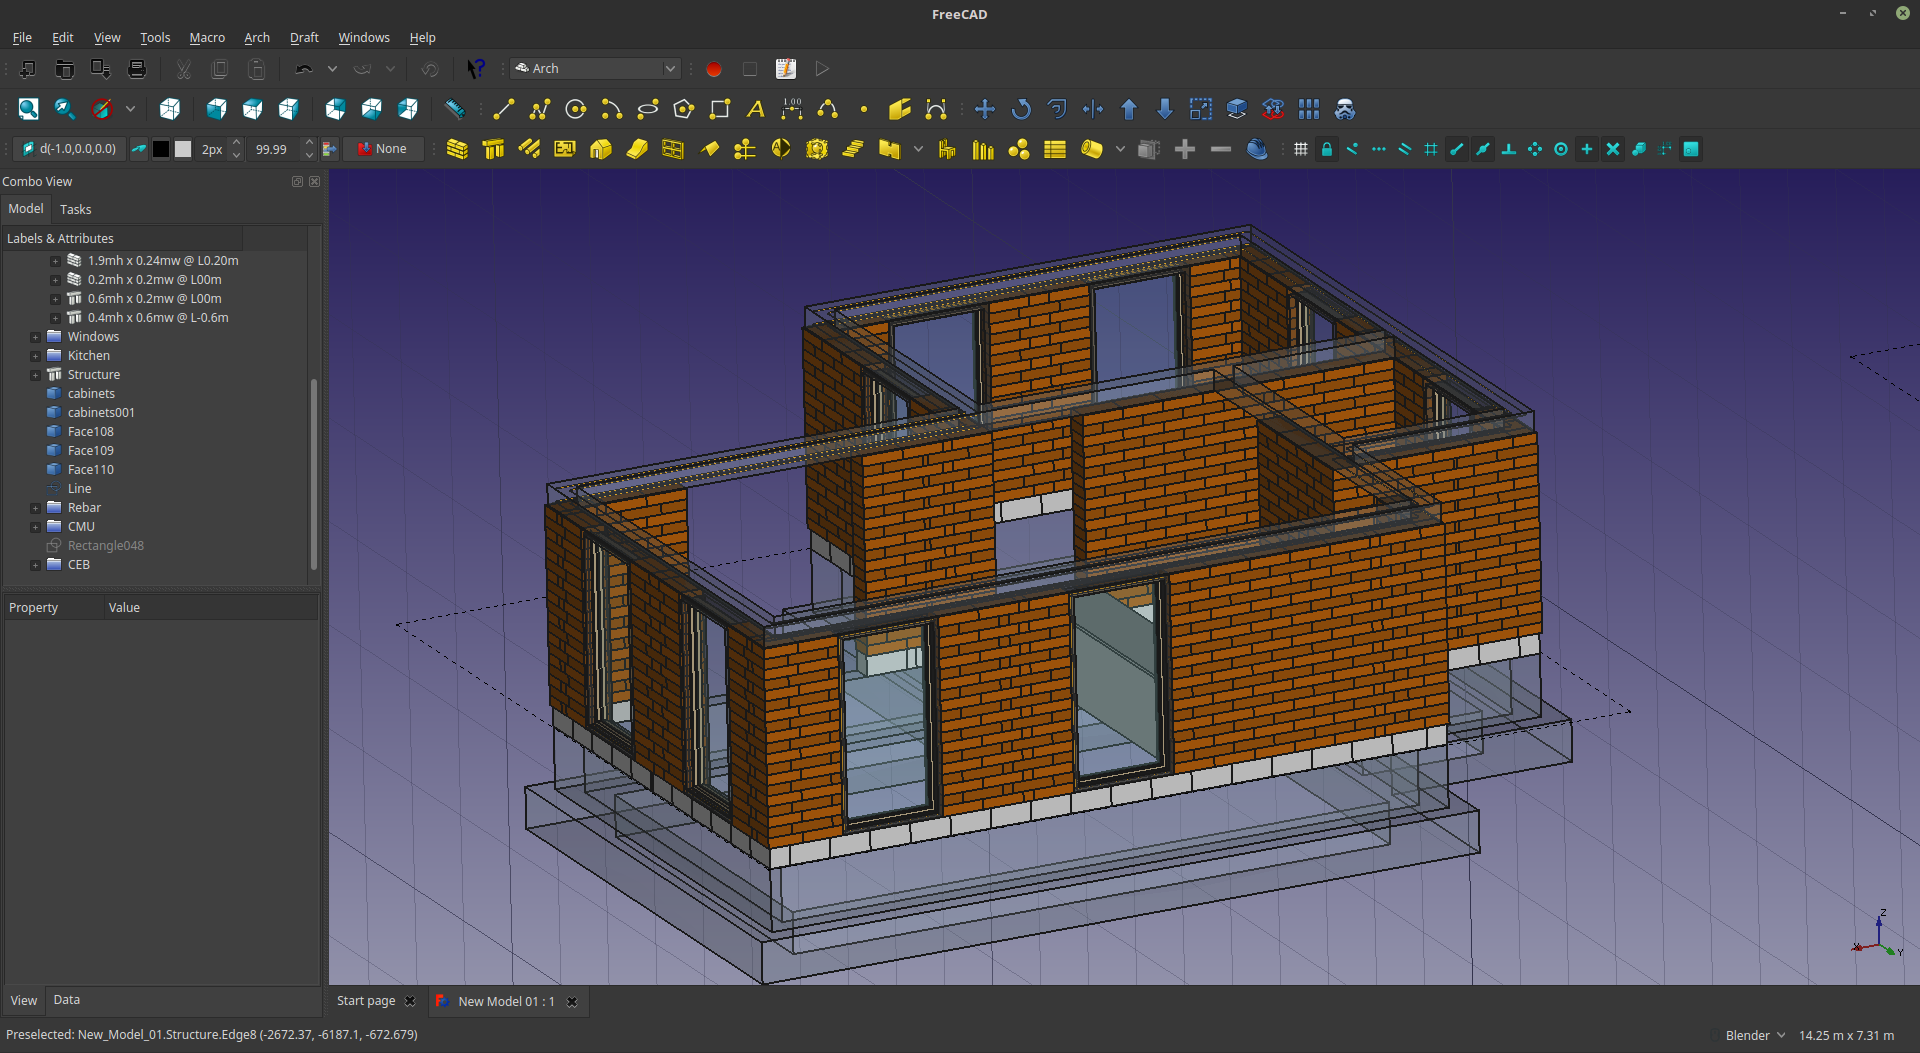 FreeCAD
File Edit View Tools Macro Arch Draft Windows Help
Arch
A 1.00
d(-1.0,0.0,0.0) 2px 99.99 None
Combo View
Model Tasks
Labels & Attributes
1.9mh x 0.24mw @ L0.20m
0.2mh x 0.2mw @ L00m
0.6mh x 0.2mw @ L00m
0.4mh x 0.6mw @ L-0.6m
Windows
Kitchen
Structure
cabinets
cabinets001
Face108
Face109
Face110
Line
Rebar
CMU
Rectangle048
CEB
Property Value
Z
X Y
View Data
Start page New Model 01 : 1
Preselected: New_Model_01.Structure.Edge8 (-2672.37, -6187.1, -672.679)
Blender 14.25 m x 7.31 m